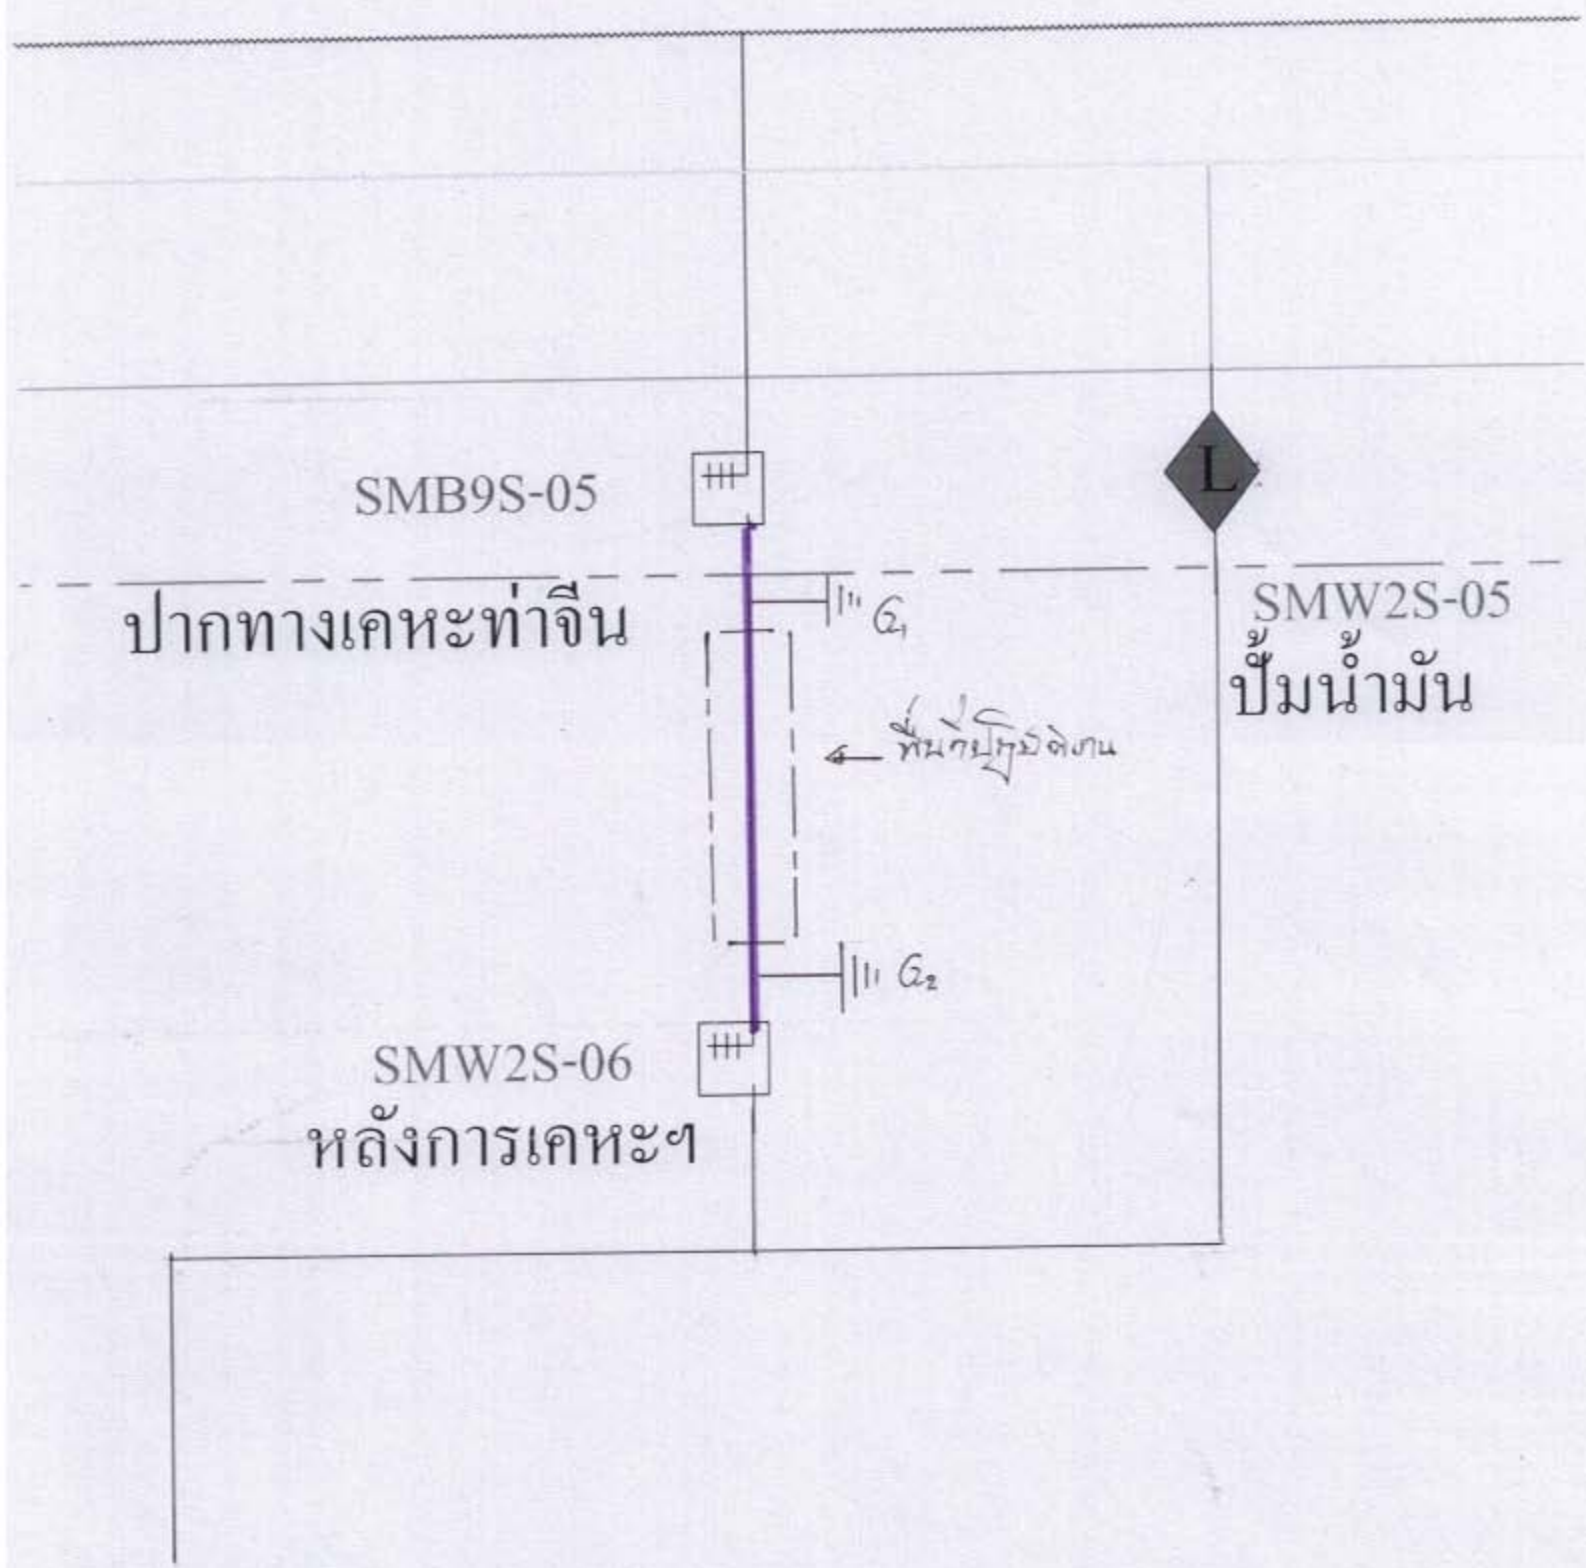 SMB9S-05
L
ปากทางเคหะท่าจีน
G₁
SMW2S-05
ปั้มน้ำมัน
พื้นที่ปฏิบัติงาน
G₂
SMW2S-06
หลังการเคหะฯ